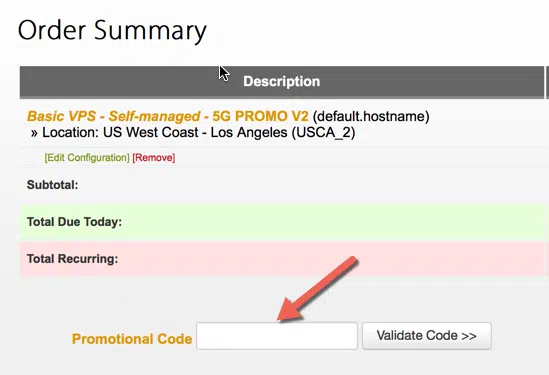 Order Summary
Description
Basic VPS - Self-managed - 5G PROMO V2 (default.hostname)
» Location: US West Coast - Los Angeles (USCA_2)
[Edit Configuration] [Remove]
Subtotal:
Total Due Today:
Total Recurring:
Promotional Code Validate Code >>